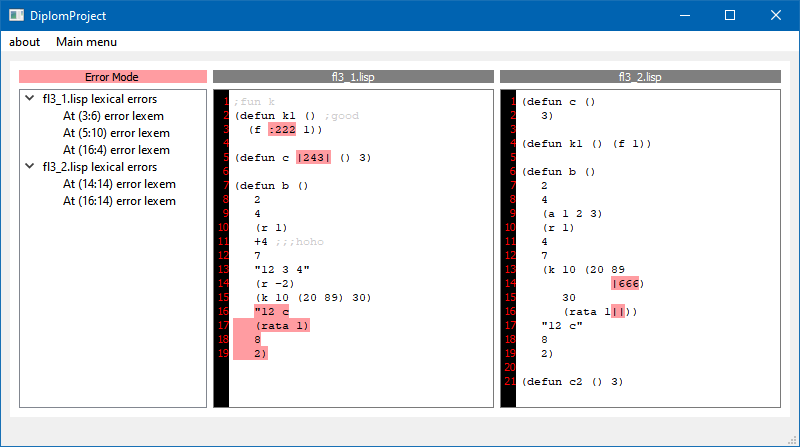 DiplomProject
about Main menu
Error Mode
fl3_1.lisp lexical errors
At (3:6) error lexem
At (5:10) error lexem
At (16:4) error lexem
fl3_2.lisp lexical errors
At (14:14) error lexem
At (16:14) error lexem
fl3_1.lisp
1 ;fun k
2 (defun k1 () ;good
3   (f :222 1))
4
5 (defun c |243| () 3)
6
7 (defun b ()
8    2
9    4
10    (r 1)
11    +4 ;;;hoho
12    7
13    "12 3 4"
14    (r -2)
15    (k 10 (20 89) 30)
16    "12 c
17    (rata 1)
18    8
19    2)
fl3_2.lisp
1 (defun c ()
2    3)
3
4 (defun k1 () (f 1))
5
6 (defun b ()
7    2
8    4
9    (a 1 2 3)
10    (r 1)
11    4
12    7
13    (k 10 (20 89
14              |666)
15       30
16       (rata 1||))
17    "12 c"
18    8
19    2)
20
21 (defun c2 () 3)